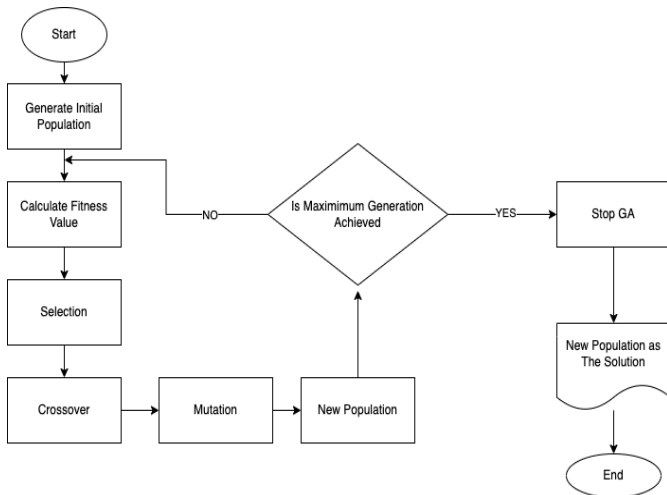 Start
Generate Initial
Population
Calculate Fitness
Value
Selection
Crossover
Mutation
New Population
Is Maximimum Generation
Achieved
NO
YES
Stop GA
New Population as
The Solution
End